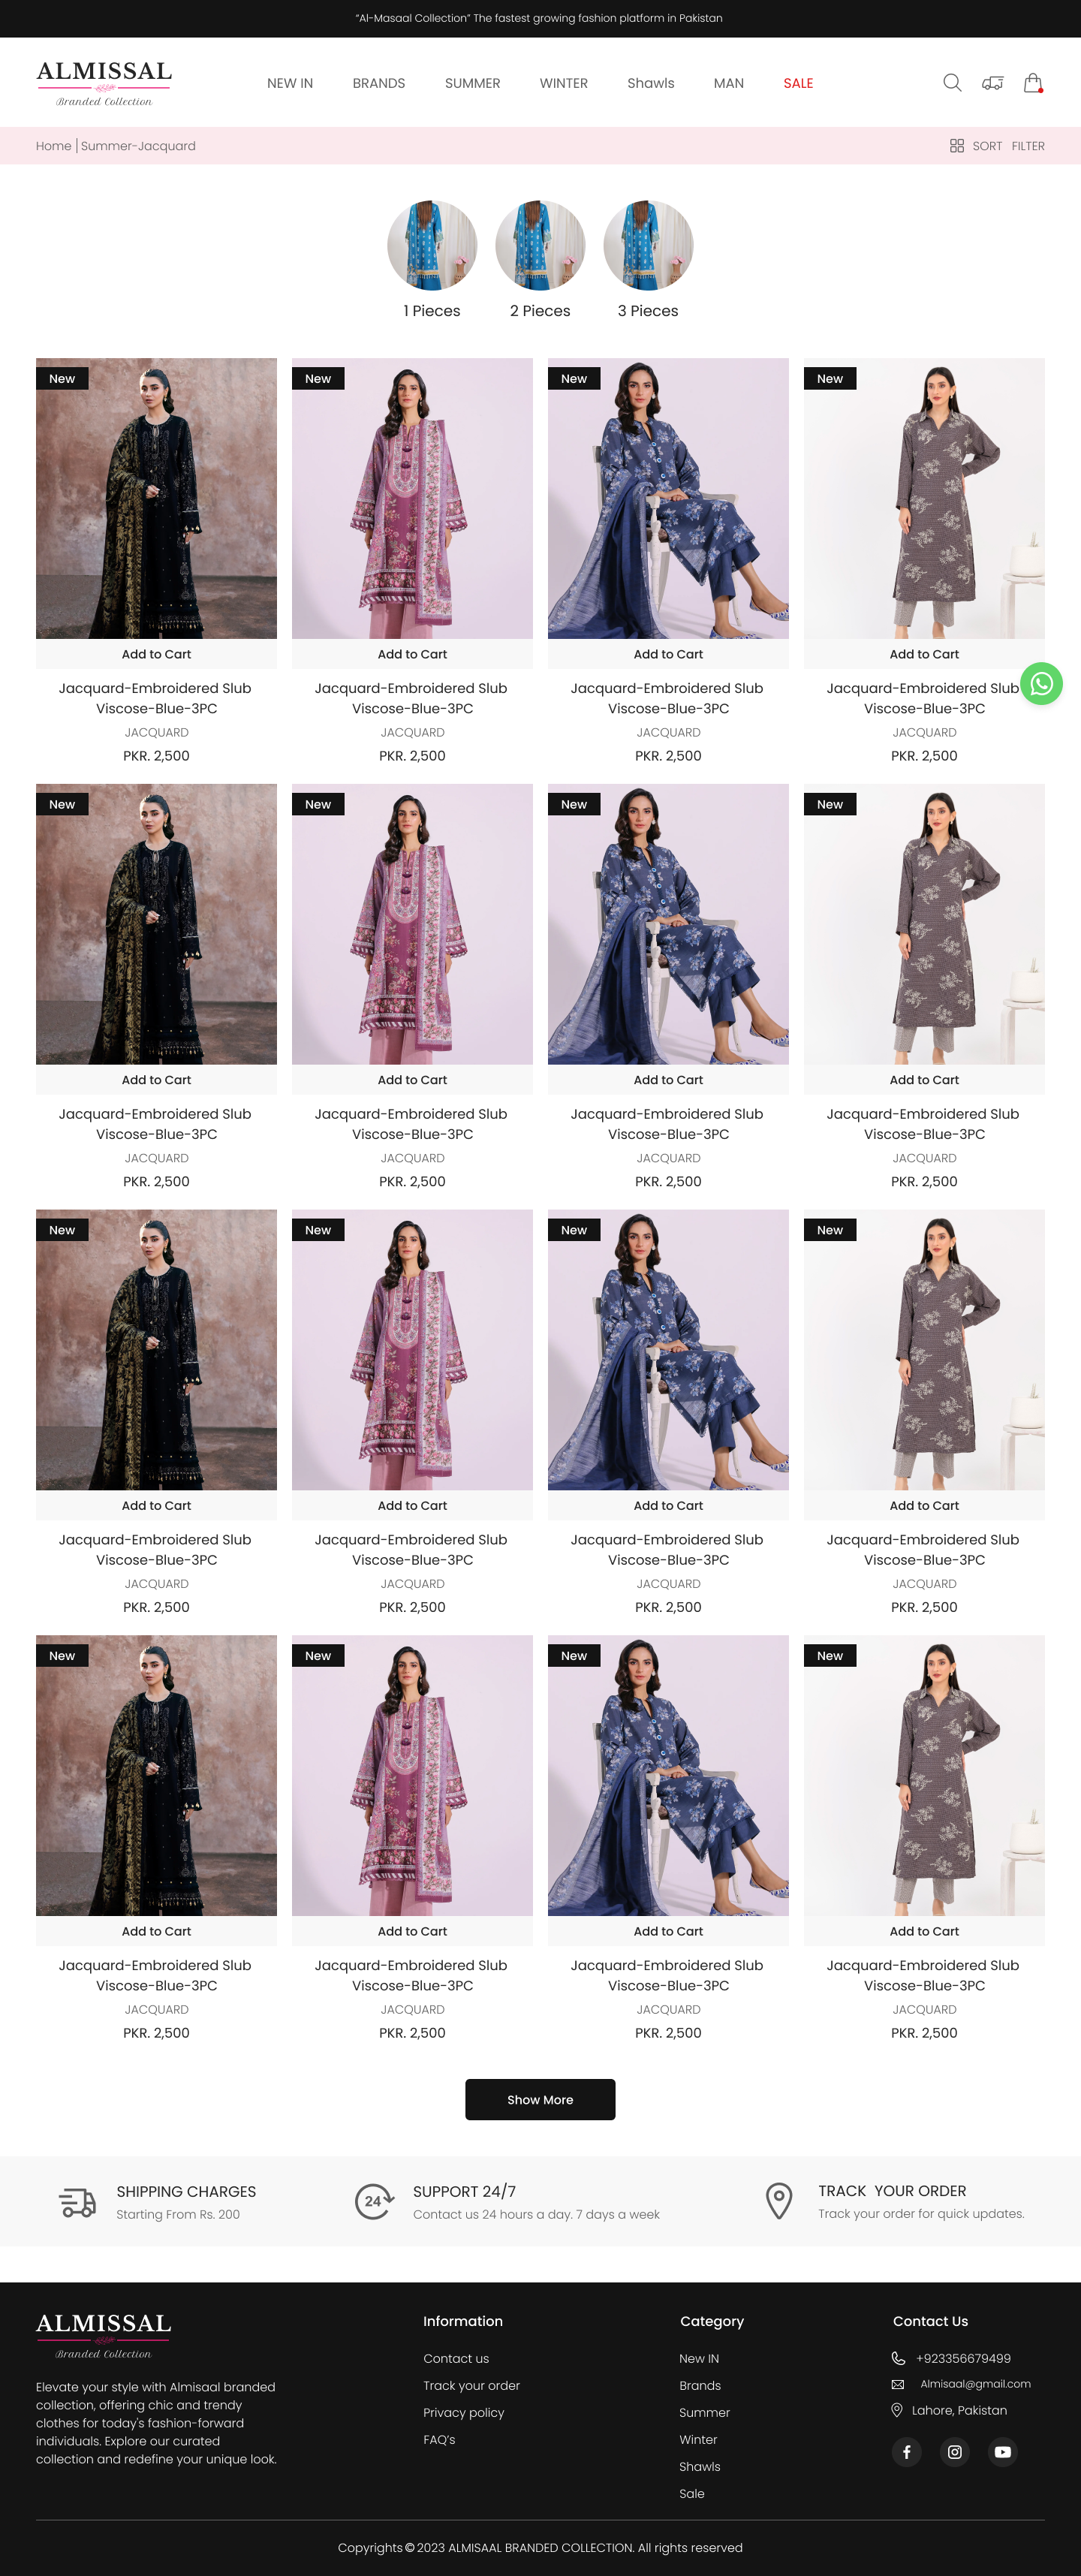 “Al-Masaal Collection” The fastest growing fashion platform in Pakistan
ALMISSAL
Branded Collection
NEW IN BRANDS SUMMER WINTER Shawls MAN SALE
Home | Summer-Jacquard SORT FILTER
1 Pieces 2 Pieces 3 Pieces
New New New New
Add to Cart Add to Cart Add to Cart Add to Cart
Jacquard-Embroidered Slub Jacquard-Embroidered Slub Jacquard-Embroidered Slub Jacquard-Embroidered Slub
Viscose-Blue-3PC Viscose-Blue-3PC Viscose-Blue-3PC Viscose-Blue-3PC
JACQUARD JACQUARD JACQUARD JACQUARD
PKR. 2,500 PKR. 2,500 PKR. 2,500 PKR. 2,500
New New New New
Add to Cart Add to Cart Add to Cart Add to Cart
Jacquard-Embroidered Slub Jacquard-Embroidered Slub Jacquard-Embroidered Slub Jacquard-Embroidered Slub
Viscose-Blue-3PC Viscose-Blue-3PC Viscose-Blue-3PC Viscose-Blue-3PC
JACQUARD JACQUARD JACQUARD JACQUARD
PKR. 2,500 PKR. 2,500 PKR. 2,500 PKR. 2,500
New New New New
Add to Cart Add to Cart Add to Cart Add to Cart
Jacquard-Embroidered Slub Jacquard-Embroidered Slub Jacquard-Embroidered Slub Jacquard-Embroidered Slub
Viscose-Blue-3PC Viscose-Blue-3PC Viscose-Blue-3PC Viscose-Blue-3PC
JACQUARD JACQUARD JACQUARD JACQUARD
PKR. 2,500 PKR. 2,500 PKR. 2,500 PKR. 2,500
New New New New
Add to Cart Add to Cart Add to Cart Add to Cart
Jacquard-Embroidered Slub Jacquard-Embroidered Slub Jacquard-Embroidered Slub Jacquard-Embroidered Slub
Viscose-Blue-3PC Viscose-Blue-3PC Viscose-Blue-3PC Viscose-Blue-3PC
JACQUARD JACQUARD JACQUARD JACQUARD
PKR. 2,500 PKR. 2,500 PKR. 2,500 PKR. 2,500
Show More
SHIPPING CHARGES
Starting From Rs. 200
24
SUPPORT 24/7
Contact us 24 hours a day. 7 days a week
TRACK YOUR ORDER
Track your order for quick updates.
ALMISSAL
Branded Collection
Elevate your style with Almisaal branded
collection, offering chic and trendy
clothes for today's fashion-forward
individuals. Explore our curated
collection and redefine your unique look.
Information
Contact us
Track your order
Privacy policy
FAQ’s
Category
New IN
Brands
Summer
Winter
Shawls
Sale
Contact Us
+923356679499
Almisaal@gmail.com
Lahore, Pakistan
Copyrights © 2023 ALMISAAL BRANDED COLLECTION. All rights reserved